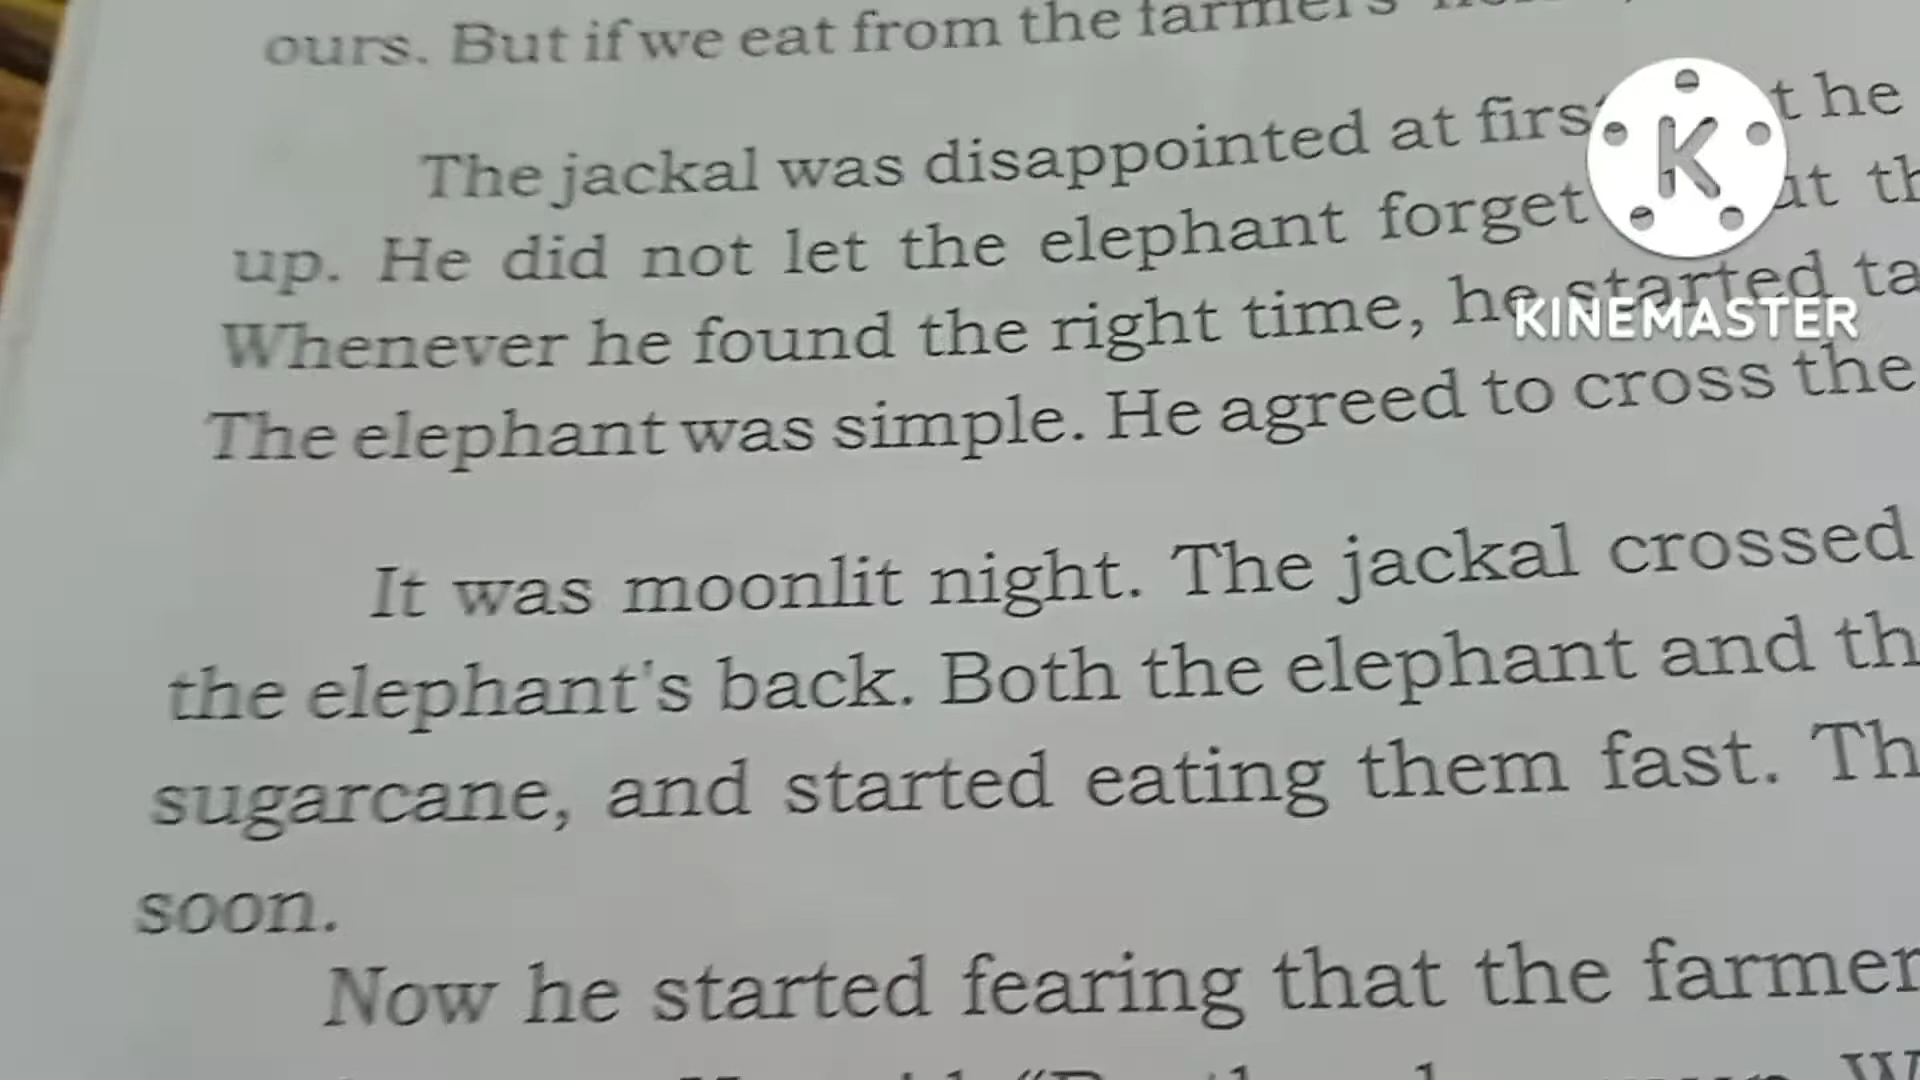 ours. But if we eat from the farmer's
The jackal was disappointed at first he
up. He did not let the elephant forget
Whenever he found the right time, he started
The elephant was simple. He agreed to cross the
It was moonlit night. The jackal crossed
the elephant's back. Both the elephant and
sugarcane, and started eating them fast.
soon.
Now he started fearing that the farmer
K
KINEMASTER